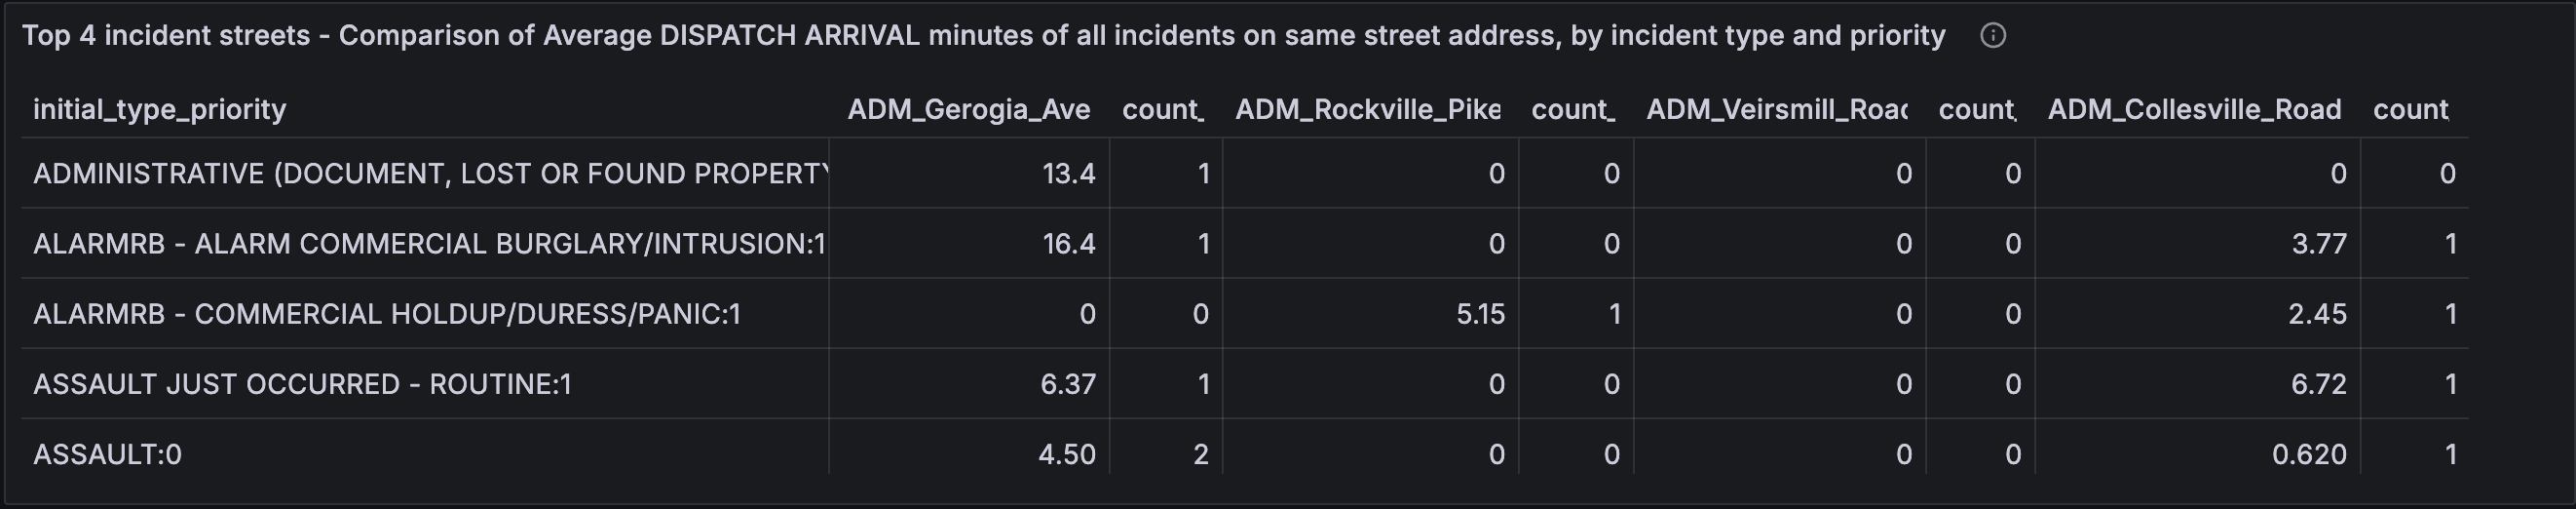 Top 4 incident streets - Comparison of Average DISPATCH ARRIVAL minutes of all incidents on same street address, by incident type and priority
initial_type_priority ADM_Gerogia_Ave count_ ADM_Rockville_Pike count_ ADM_Veirsmill_Roa count_ ADM_Collesville_Road count
ADMINISTRATIVE (DOCUMENT, LOST OR FOUND PROPERTY 13.4 1 0 0 0 0 0 0
ALARMRB - ALARM COMMERCIAL BURGLARY/INTRUSION:1 16.4 1 0 0 0 0 3.77 1
ALARMRB - COMMERCIAL HOLDUP/DURESS/PANIC:1 0 0 5.15 1 0 0 2.45 1
ASSAULT JUST OCCURRED - ROUTINE:1 6.37 1 0 0 0 0 6.72 1
ASSAULT:0 4.50 2 0 0 0 0 0.620 1